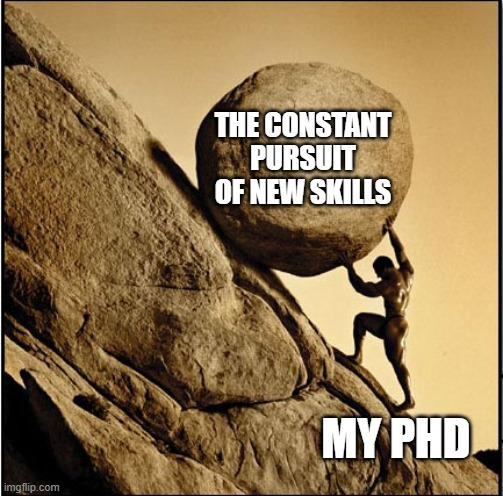 THE CONSTANT
PURSUIT
OF NEW SKILLS
MY PHD
imgflip.com